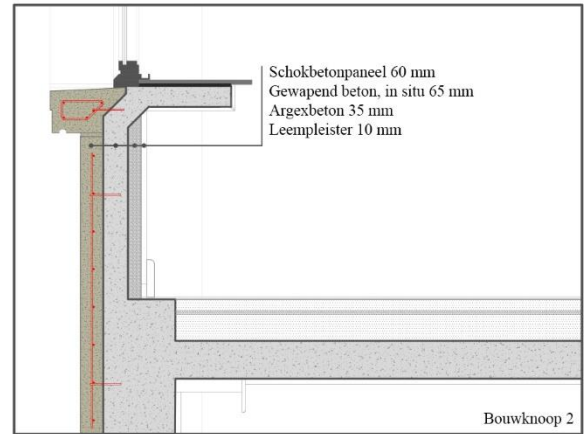 Schokbetonpaneel 60 mm
Gewapend beton, in situ 65 mm
Argexbeton 35 mm
Leempleister 10 mm
Bouwknoop 2